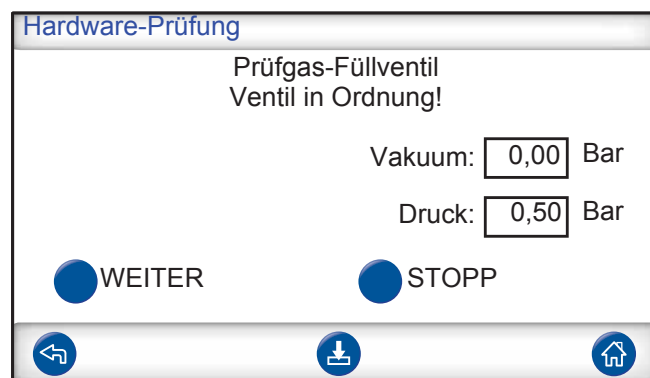 Hardware-Prüfung
Prüfgas-Füllventil
Ventil in Ordnung!
Vakuum: 0,00 Bar
Druck: 0,50 Bar
WEITER STOPP